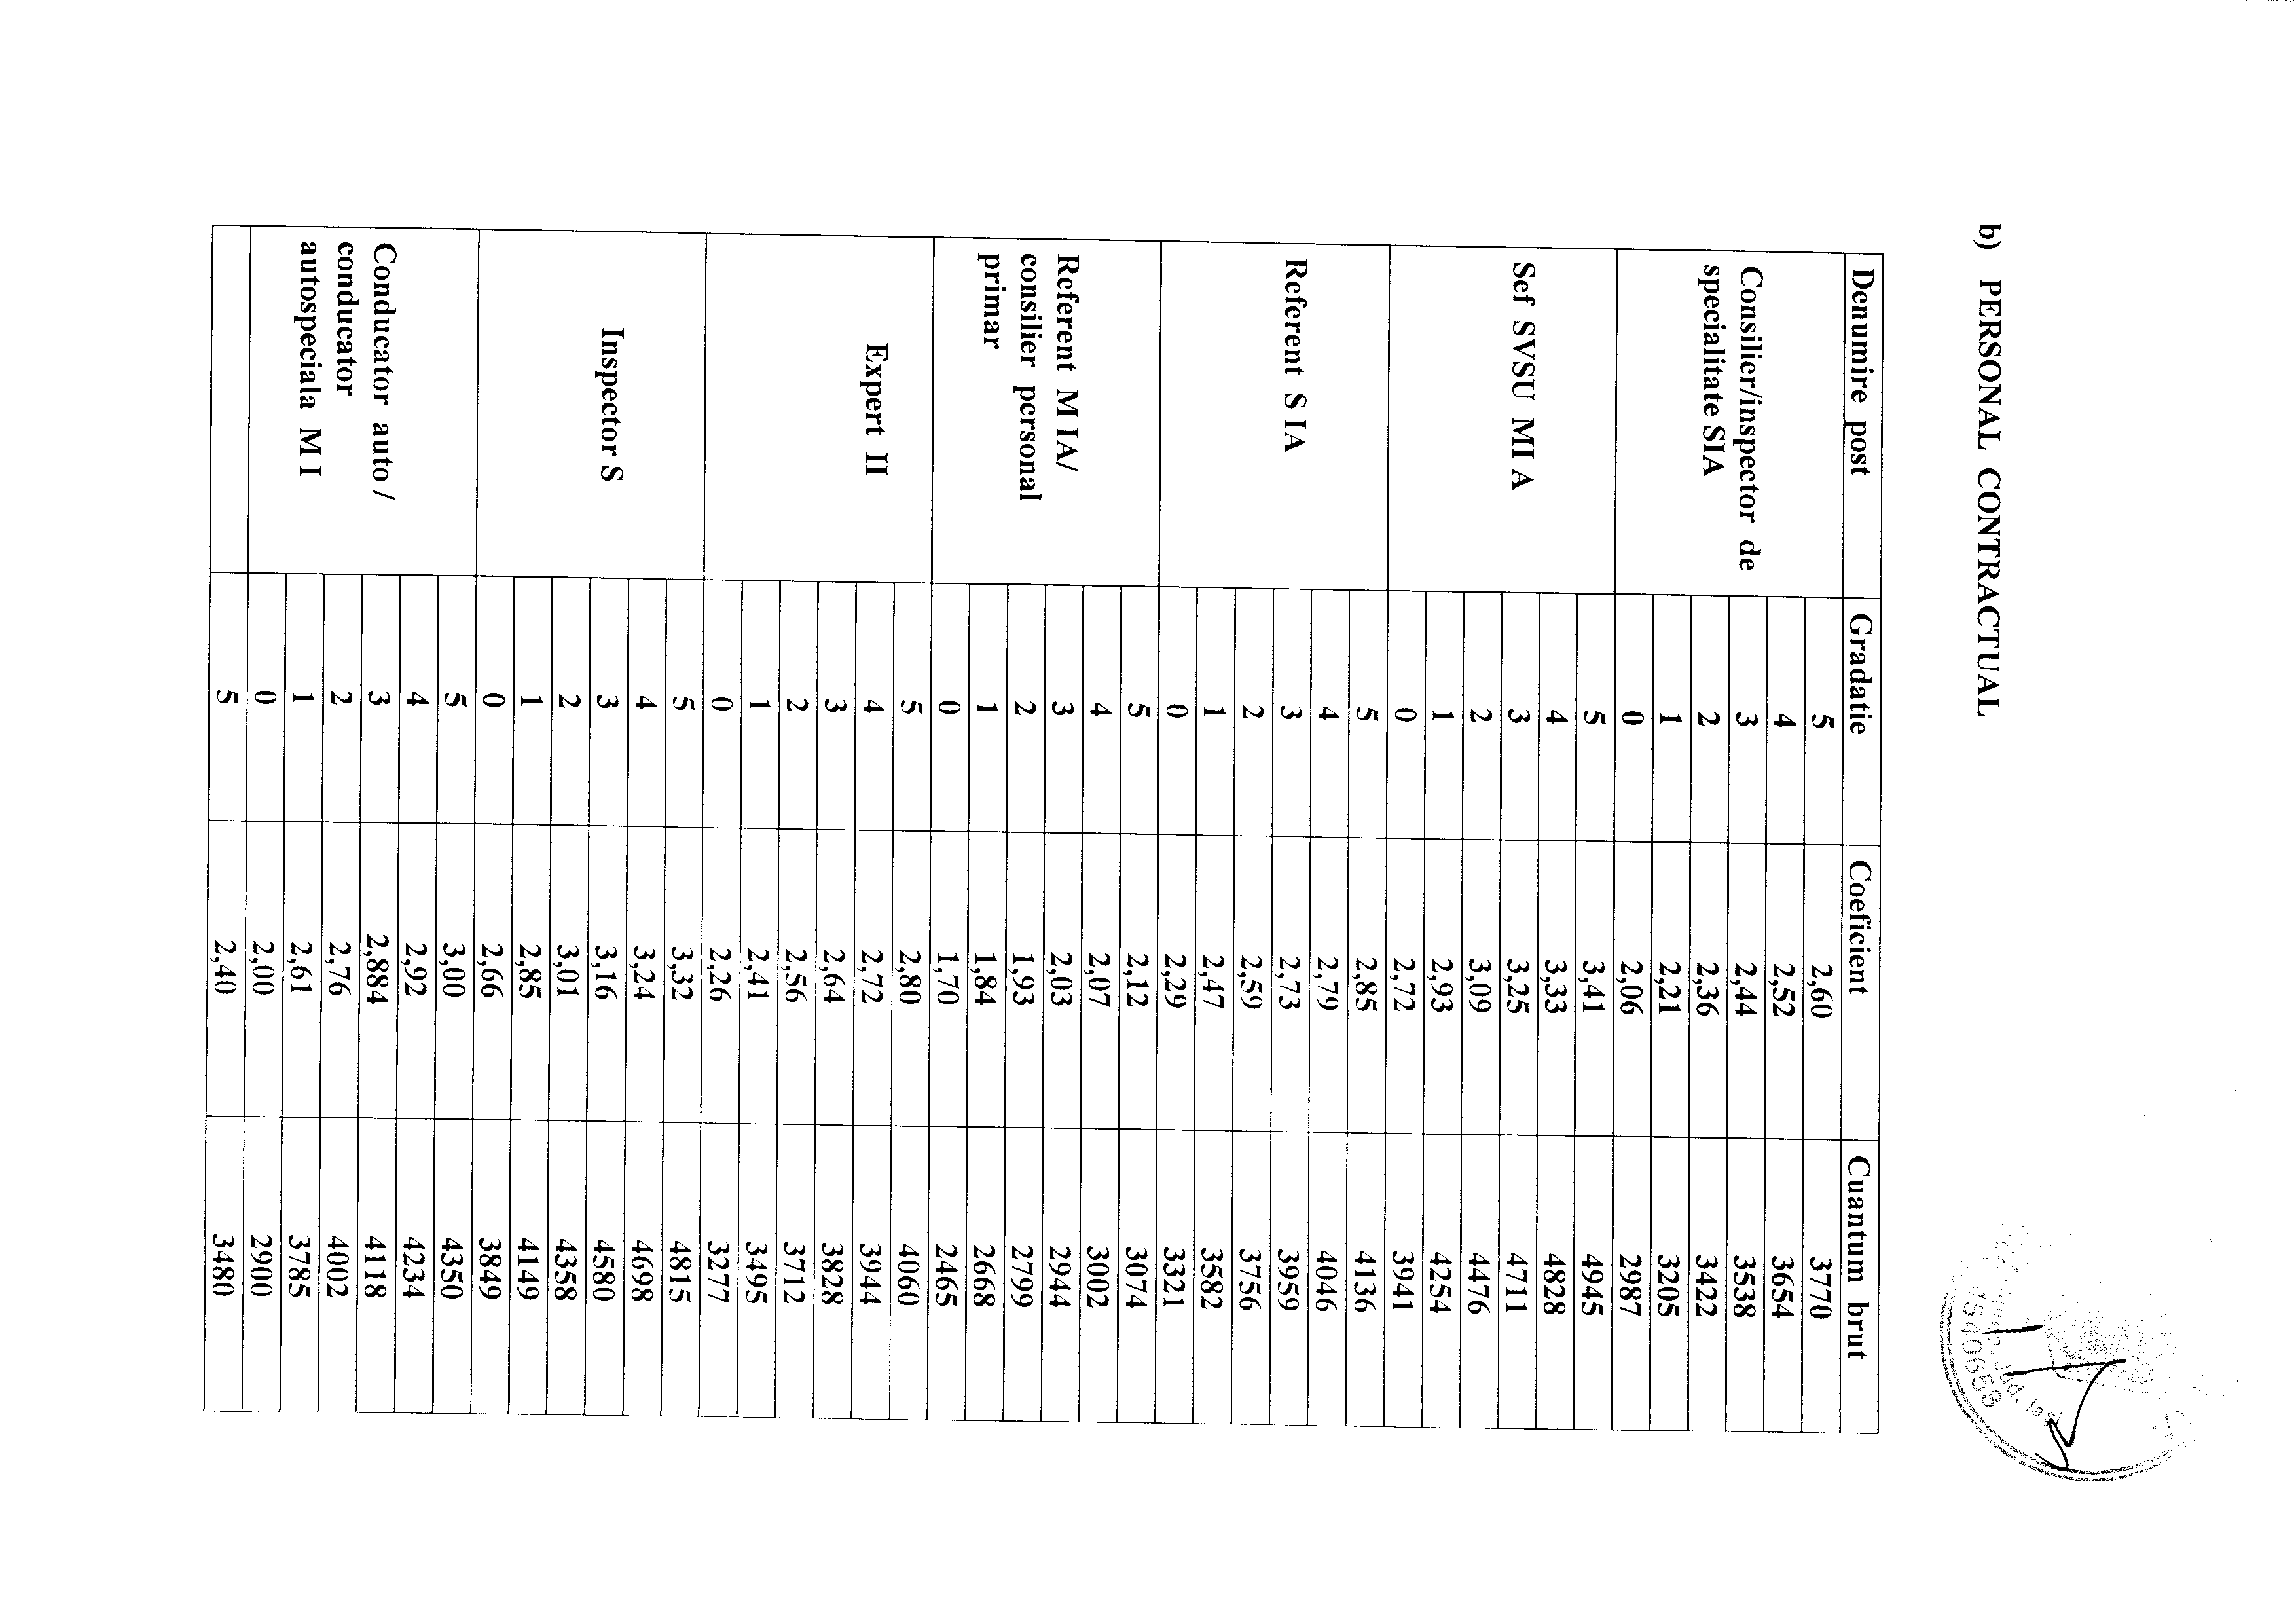 b) PERSONAL CONTRACTUAL
Denumire post Gradatie Coeficient Cuantum brut
Consilier/inspector de
specialitate SIA
5 2,60 3770
4 2,52 3654
3 2,44 3538
2 2,36 3422
1 2,21 3205
0 2,06 2987
Sef SVSU MI A
5 3,41 4945
4 3,33 4828
3 3,25 4711
2 3,09 4476
1 2,93 4254
0 2,72 3941
Referent S IA
5 2,85 4136
4 2,79 4046
3 2,73 3959
2 2,59 3756
1 2,47 3582
0 2,29 3321
Referent M IA/
consilier personal
primar
5 2,12 3074
4 2,07 3002
3 2,03 2944
2 1,93 2799
1 1,84 2668
0 1,70 2465
Expert II
5 2,80 4060
4 2,72 3944
3 2,64 3828
2 2,56 3712
1 2,41 3495
0 2,26 3277
Inspector S
5 3,32 4815
4 3,24 4698
3 3,16 4580
2 3,01 4358
1 2,85 4149
0 2,66 3849
Conducator auto /
conducator
autospeciala M I
5 3,00 4350
4 2,92 4234
3 2,884 4118
2 2,76 4002
1 2,61 3785
0 2,00 2900
5 2,40 3480
Jud. Iasi
4540658